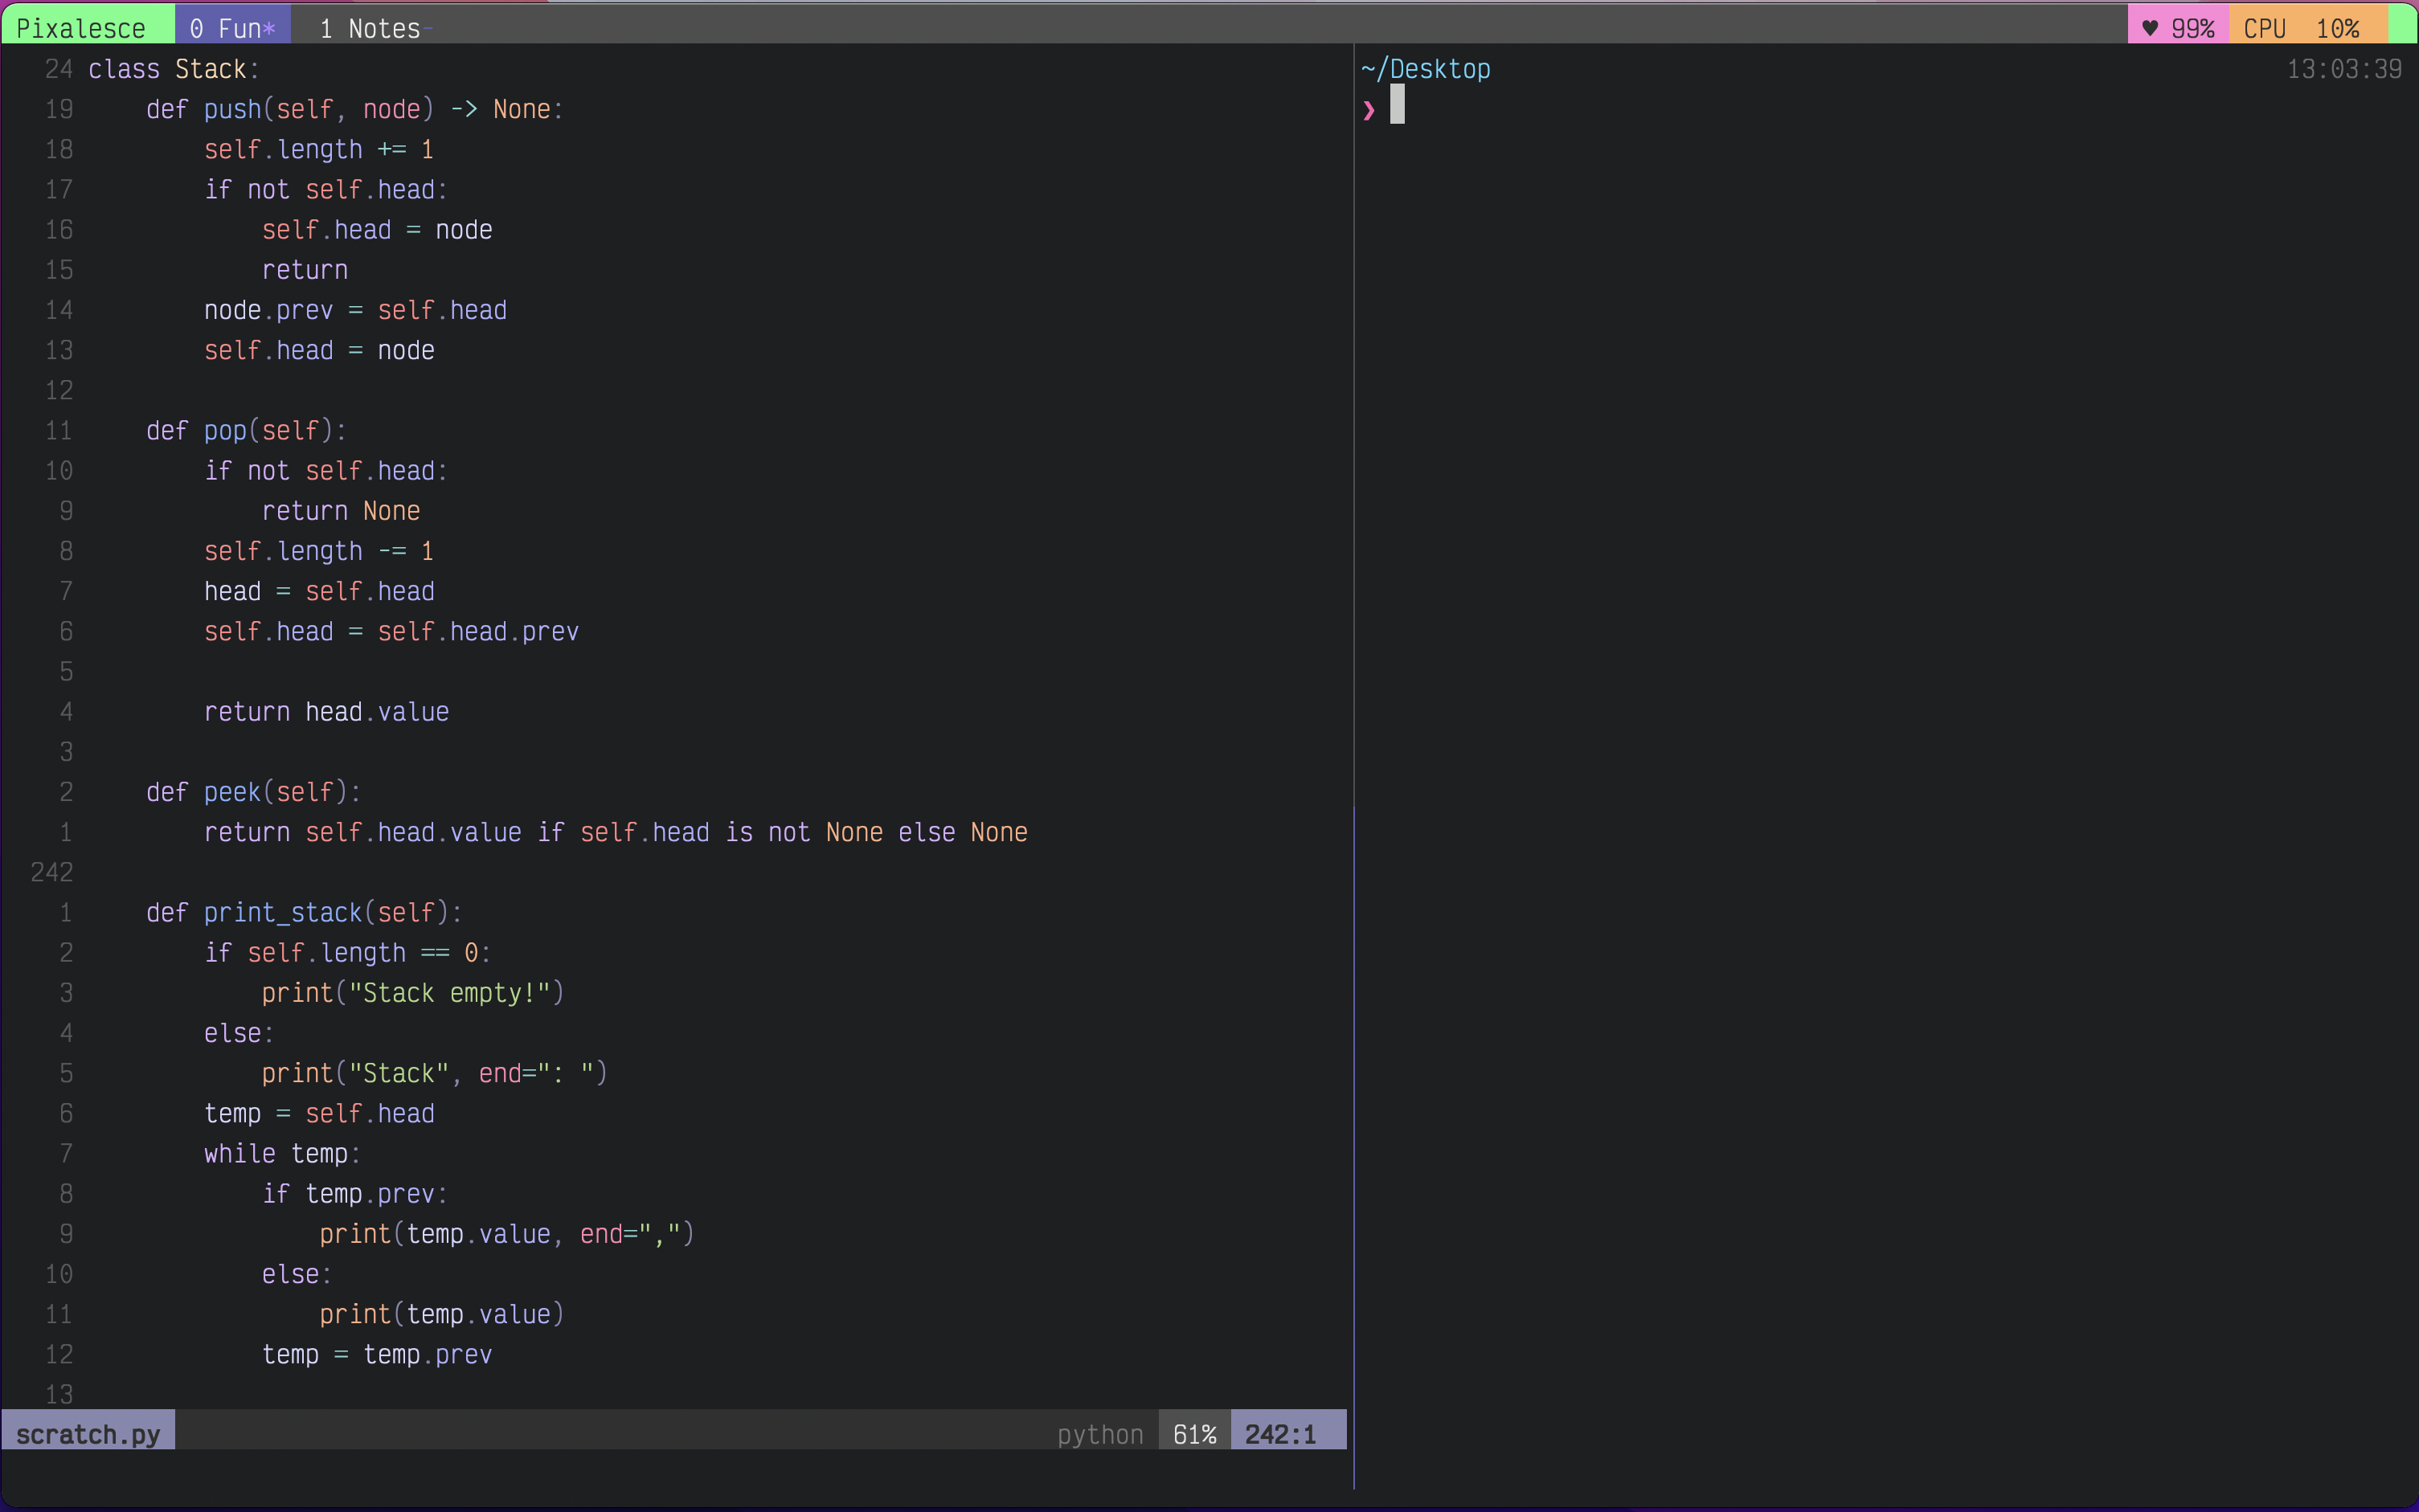 Pixalesce 0 Fun* 1 Notes- ♥ 99% CPU 10%
24 class Stack:
19     def push(self, node) -> None:
18         self.length += 1
17         if not self.head:
16             self.head = node
15             return
14         node.prev = self.head
13         self.head = node
12
11     def pop(self):
10         if not self.head:
9             return None
8         self.length -= 1
7         head = self.head
6         self.head = self.head.prev
5
4         return head.value
3
2     def peek(self):
1         return self.head.value if self.head is not None else None
242
1     def print_stack(self):
2         if self.length == 0:
3             print("Stack empty!")
4         else:
5             print("Stack", end=": ")
6         temp = self.head
7         while temp:
8             if temp.prev:
9                 print(temp.value, end=",")
10             else:
11                 print(temp.value)
12             temp = temp.prev
13
scratch.py python 61% 242:1
~/Desktop 13:03:39
❯